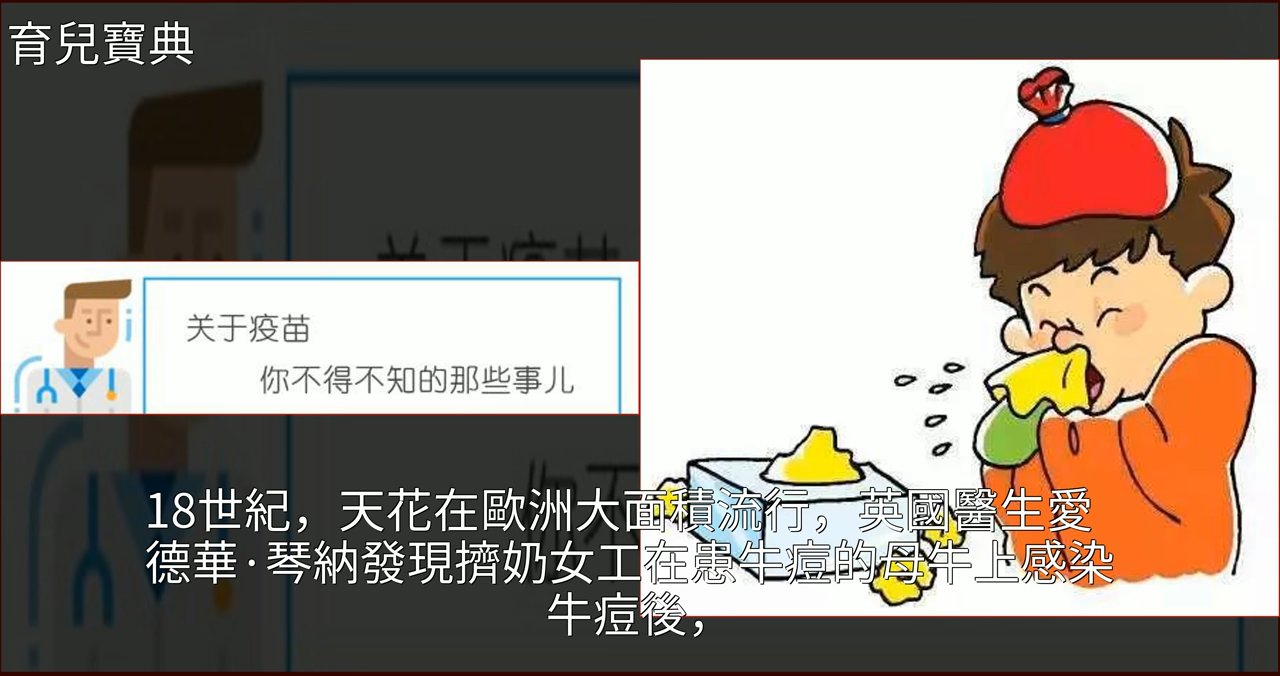 育兒寶典
关于疫苗
你不得不知的那些事儿
18世紀，天花在歐洲大面積流行，英國醫生愛
德華·琴納發現擠奶女工在患牛痘的母牛上感染
牛痘後，